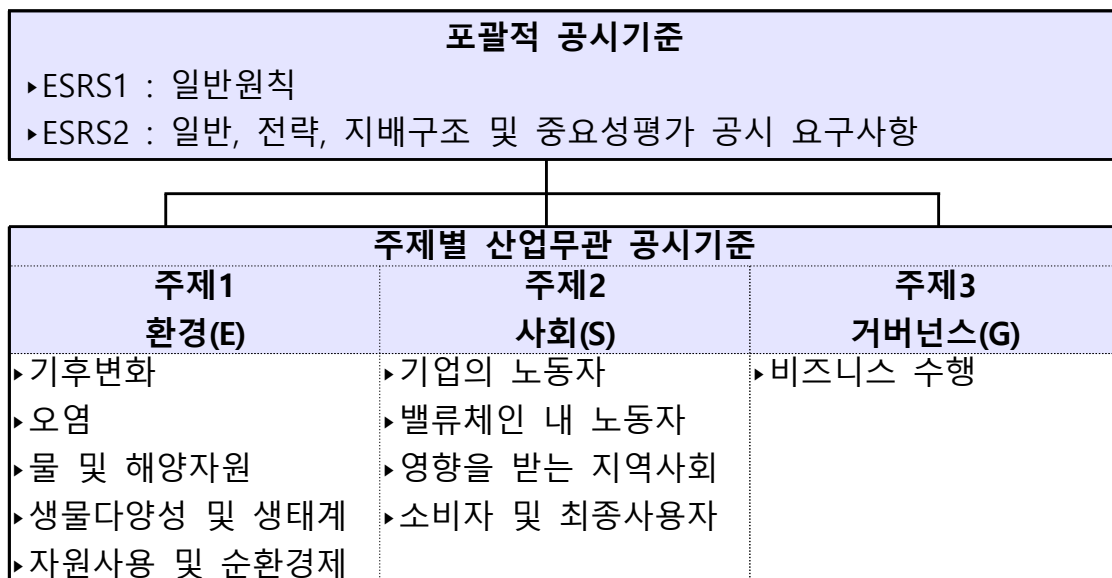 포괄적 공시기준
▸ESRS1 : 일반원칙
▸ESRS2 : 일반, 전략, 지배구조 및 중요성평가 공시 요구사항
주제별 산업무관 공시기준
주제1
환경(E)
▸기후변화
▸오염
▸물 및 해양자원
▸생물다양성 및 생태계
▸자원사용 및 순환경제
주제2
사회(S)
▸기업의 노동자
▸밸류체인 내 노동자
▸영향을 받는 지역사회
▸소비자 및 최종사용자
주제3
거버넌스(G)
▸비즈니스 수행